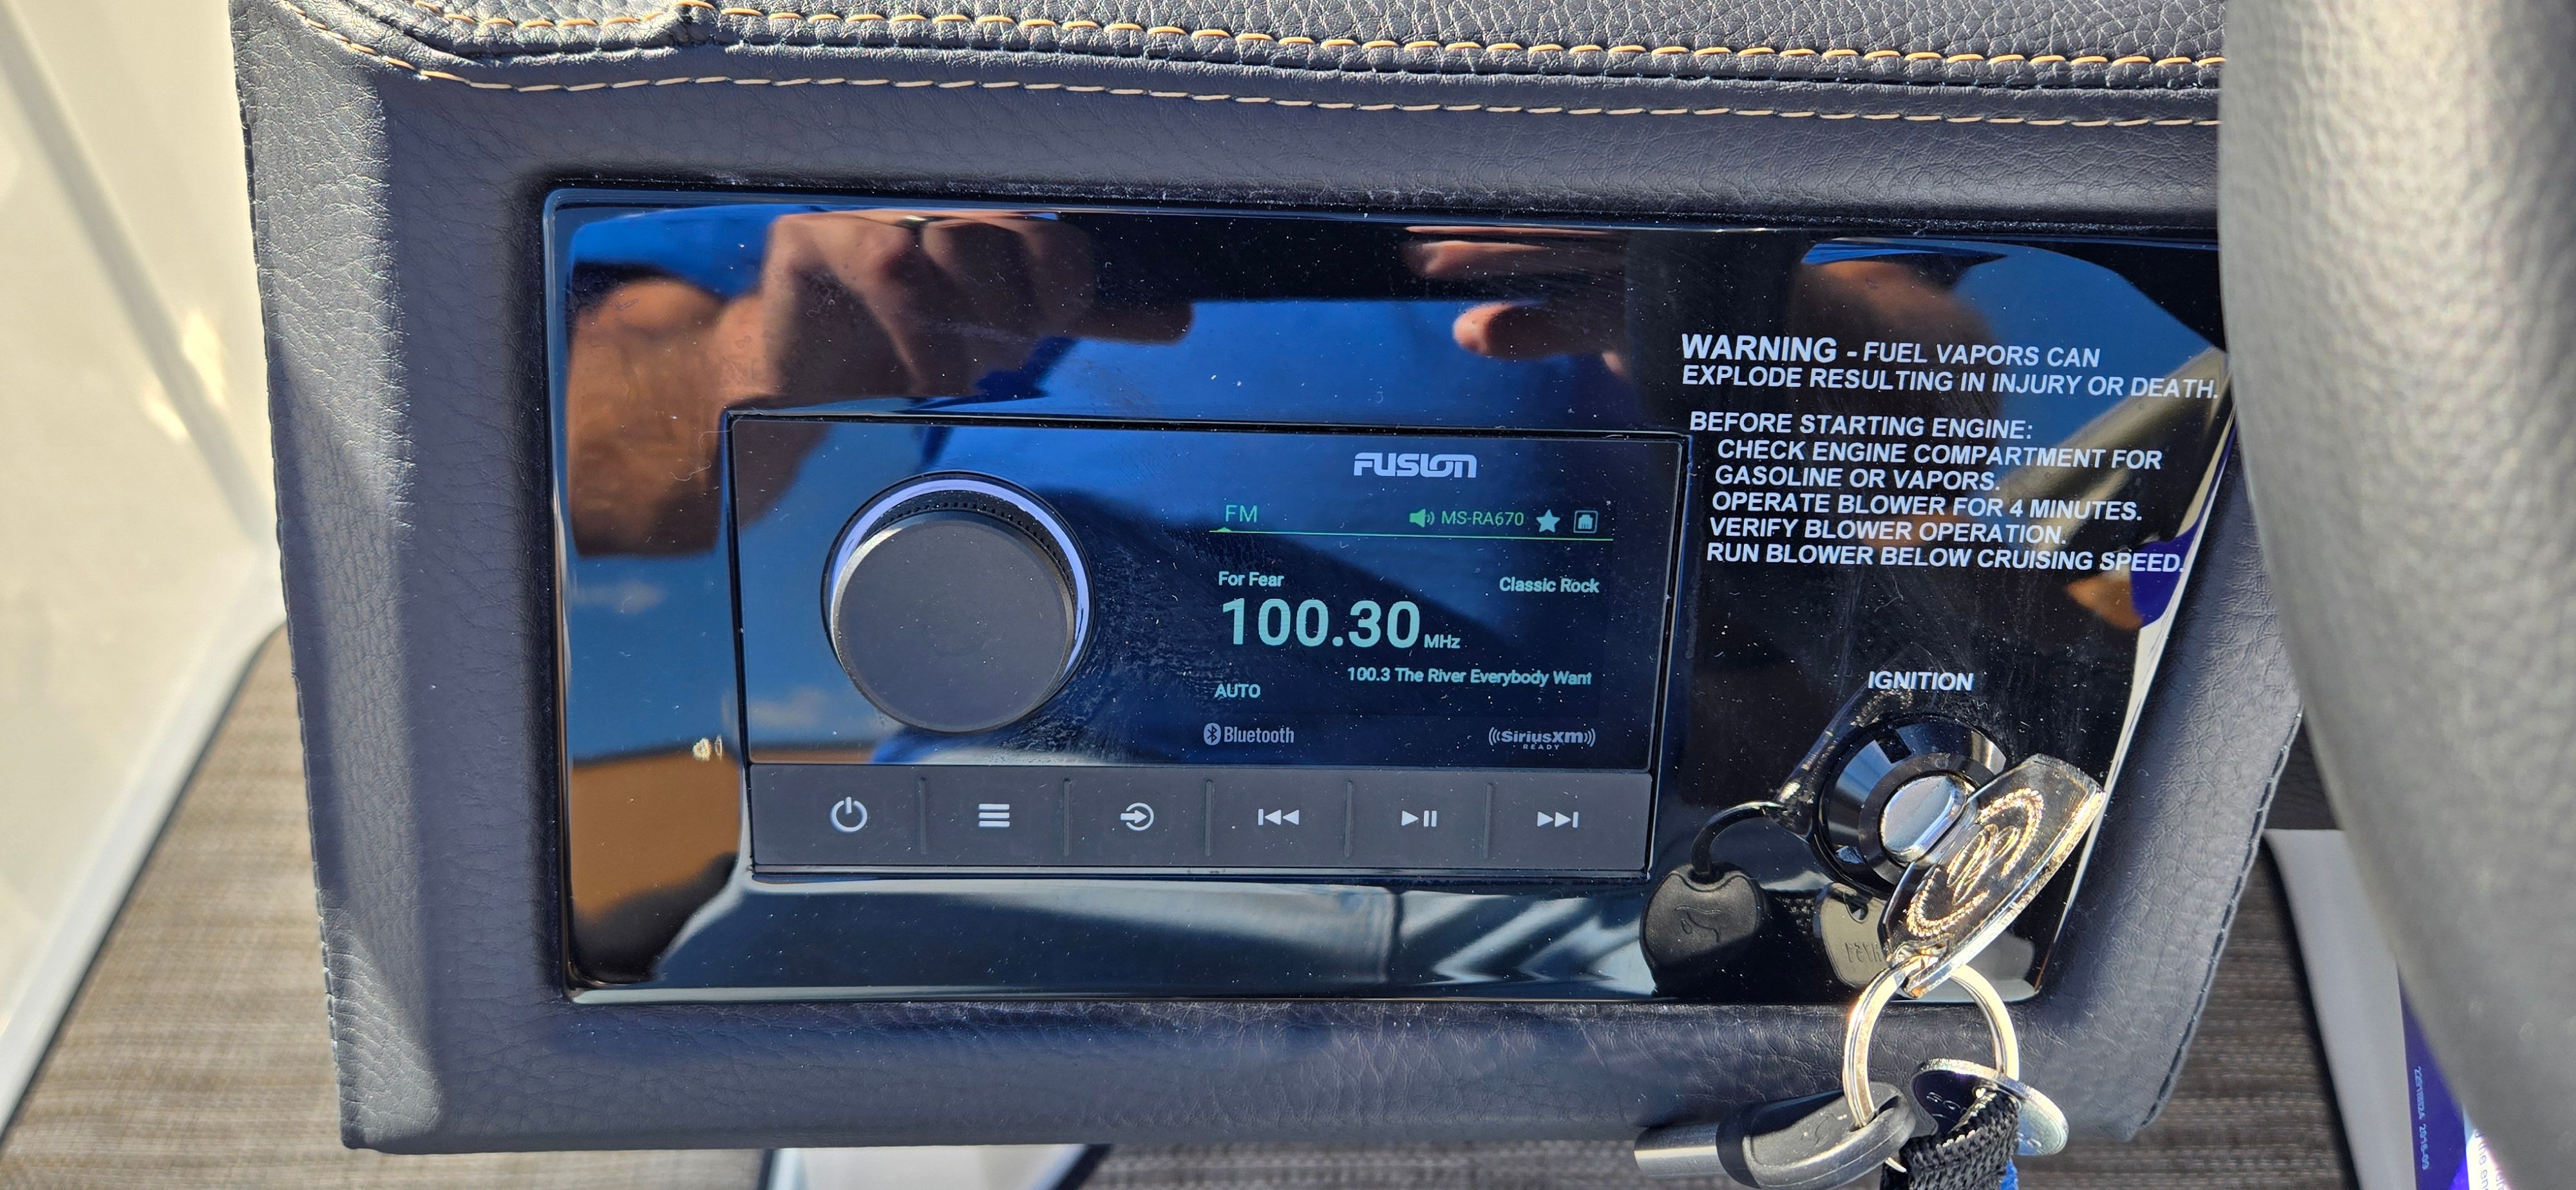 WARNING - FUEL VAPORS CAN
EXPLODE RESULTING IN INJURY OR DEATH.
BEFORE STARTING ENGINE:
CHECK ENGINE COMPARTMENT FOR
GASOLINE OR VAPORS.
OPERATE BLOWER FOR 4 MINUTES.
VERIFY BLOWER OPERATION.
RUN BLOWER BELOW CRUISING SPEED.
FUSION
FM MS-RA670
For Fear Classic Rock
100.30 MHz
100.3 The River Everybody Want
AUTO
Bluetooth
((SiriusXM))
READY
IGNITION